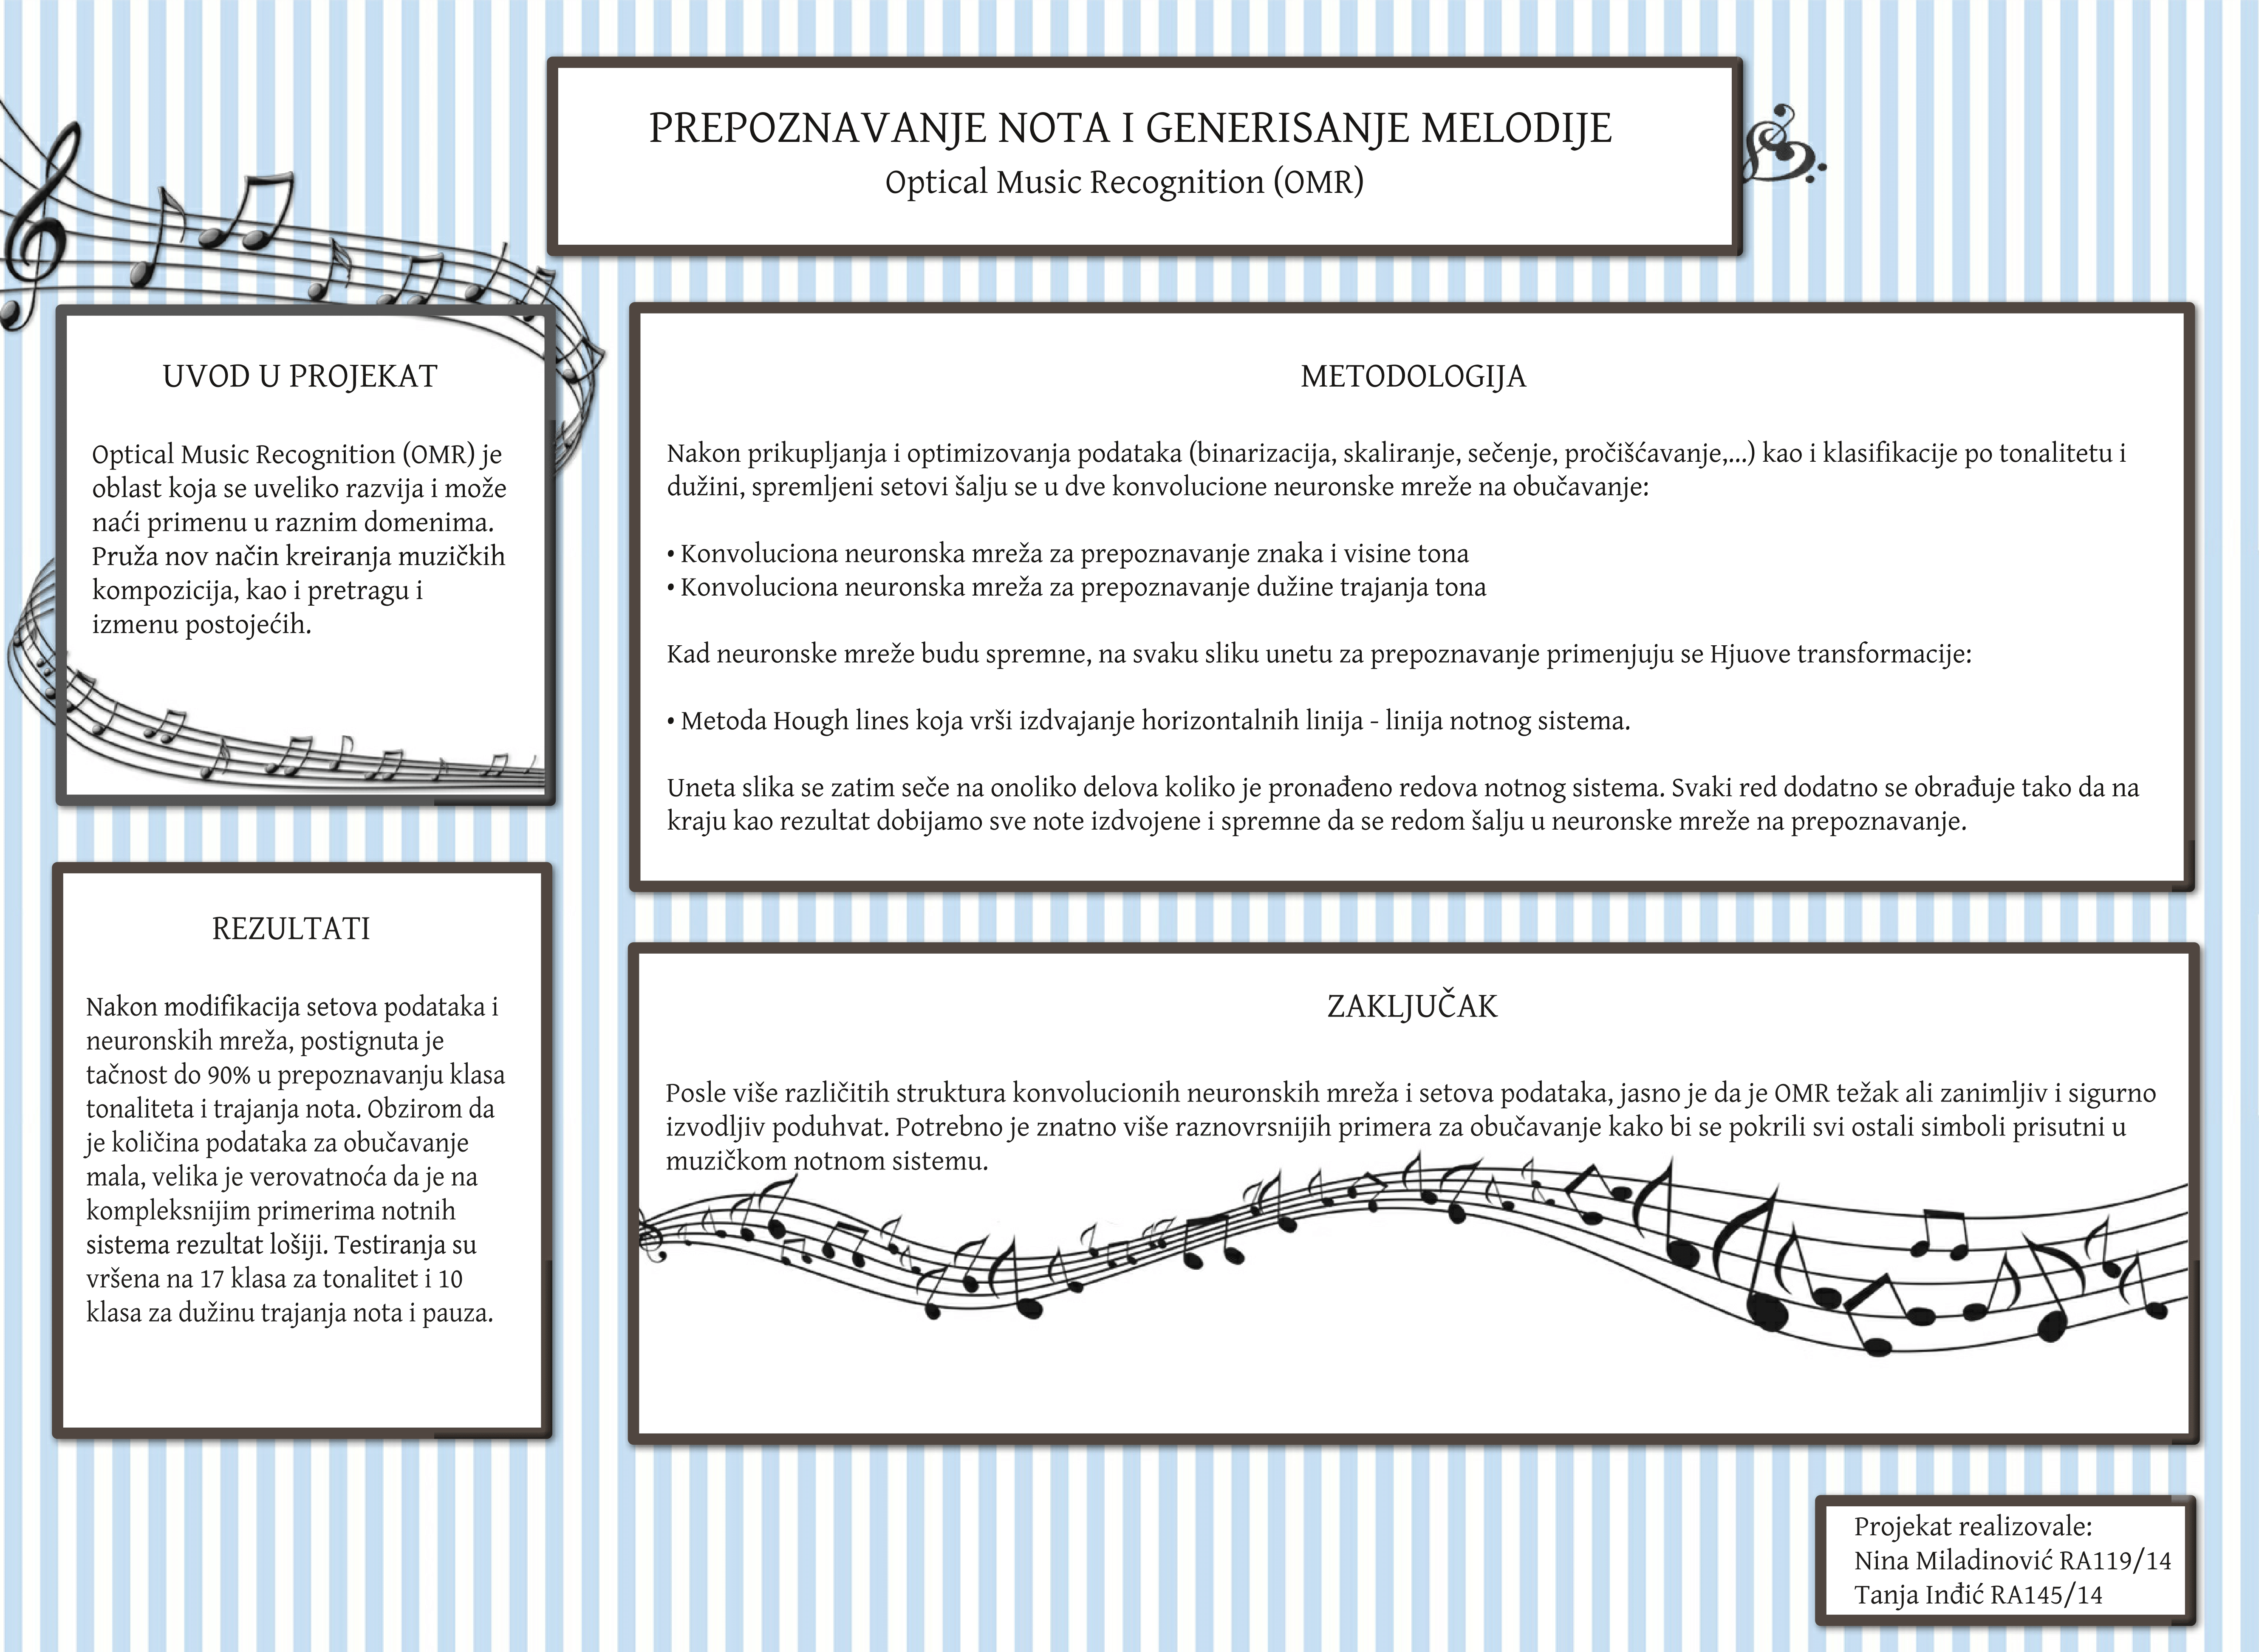 PREPOZNAVANJE NOTA I GENERISANJE MELODIJE
Optical Music Recognition (OMR)
UVOD U PROJEKAT
Optical Music Recognition (OMR) je
oblast koja se uveliko razvija i može
naći primenu u raznim domenima.
Pruža nov način kreiranja muzičkih
kompozicija, kao i pretragu i
izmenu postojećih.
METODOLOGIJA
Nakon prikupljanja i optimizovanja podataka (binarizacija, skaliranje, sečenje, pročišćavanje,...) kao i klasifikacije po tonalitetu i
dužini, spremljeni setovi šalju se u dve konvolucione neuronske mreže na obučavanje:
• Konvoluciona neuronska mreža za prepoznavanje znaka i visine tona
• Konvoluciona neuronska mreža za prepoznavanje dužine trajanja tona
Kad neuronske mreže budu spremne, na svaku sliku unetu za prepoznavanje primenjuju se Hjuove transformacije:
• Metoda Hough lines koja vrši izdvajanje horizontalnih linija - linija notnog sistema.
Uneta slika se zatim seče na onoliko delova koliko je pronađeno redova notnog sistema. Svaki red dodatno se obrađuje tako da na
kraju kao rezultat dobijamo sve note izdvojene i spremne da se redom šalju u neuronske mreže na prepoznavanje.
REZULTATI
Nakon modifikacija setova podataka i
neuronskih mreža, postignuta je
tačnost do 90% u prepoznavanju klasa
tonaliteta i trajanja nota. Obzirom da
je količina podataka za obučavanje
mala, velika je verovatnoća da je na
kompleksnijim primerima notnih
sistema rezultat lošiji. Testiranja su
vršena na 17 klasa za tonalitet i 10
klasa za dužinu trajanja nota i pauza.
ZAKLJUČAK
Posle više različitih struktura konvolucionih neuronskih mreža i setova podataka, jasno je da je OMR težak ali zanimljiv i sigurno
izvodljiv poduhvat. Potrebno je znatno više raznovrsnijih primera za obučavanje kako bi se pokrili svi ostali simboli prisutni u
muzičkom notnom sistemu.
Projekat realizovale:
Nina Miladinović RA119/14
Tanja Inđić RA145/14